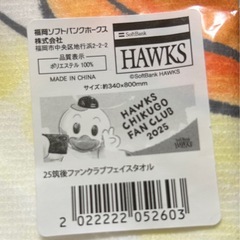 福岡ソフトバンクホークス
株式会社
福岡市中央区地行浜2-2-2
品質表示
ポリエステル 100%
MADE IN CHINA
SoftBank
HAWKS
©SoftBank HAWKS
サイズ:約340×800mm
HAWKS
CHIKUGO
FAN CLUB
2025
25筑後ファンクラブフェイスタオル
2 022222 052603